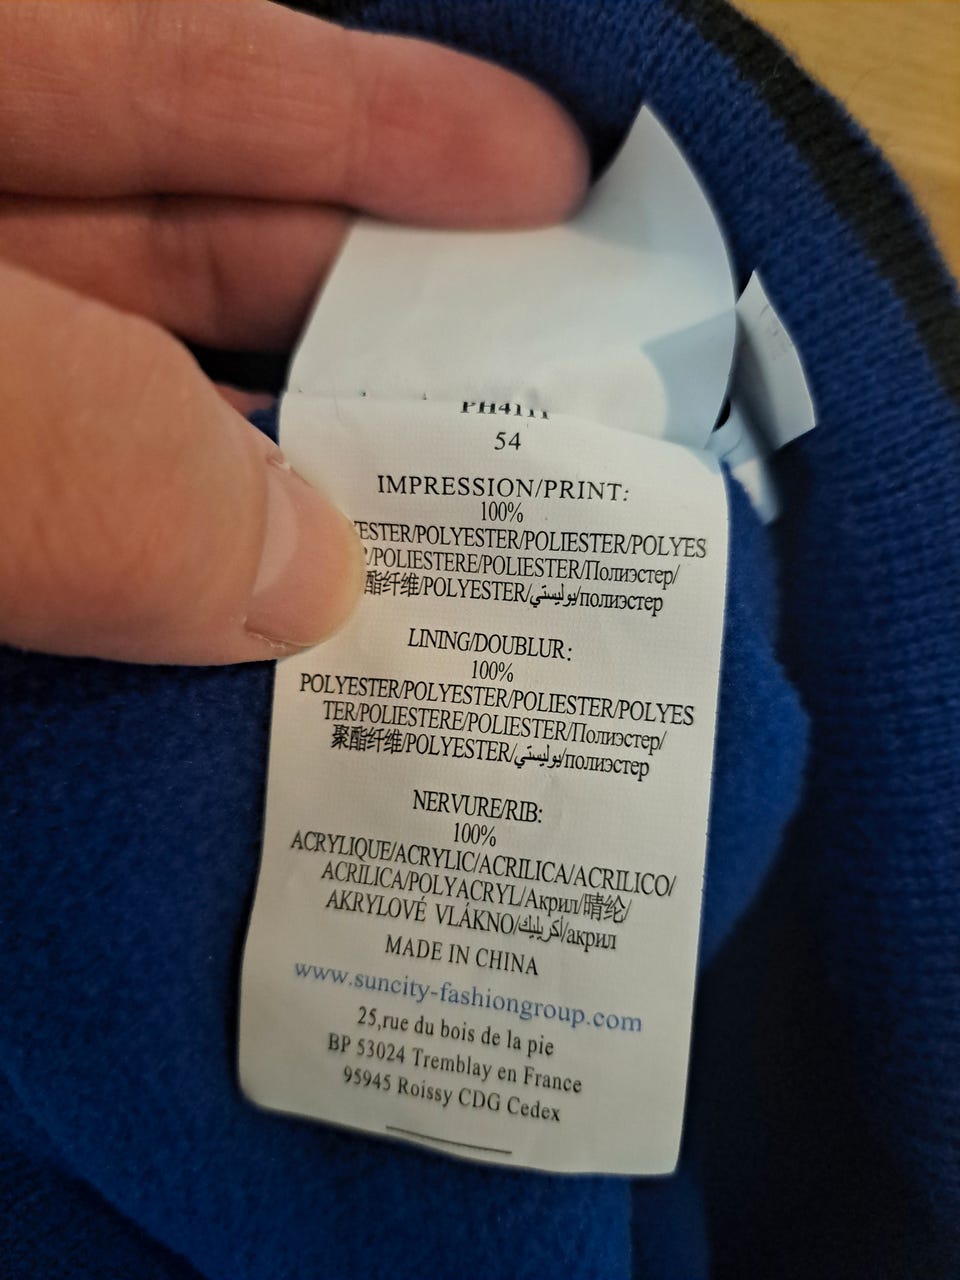 54
IMPRESSION/PRINT:
100%
ESTER/POLYESTER/POLIESTER/POLYES
/POLIESTERE/POLIESTER/Полиэстер/
酯纤维/POLYESTER/بوليستي/полиэстер
LINING/DOUBLUR:
100%
POLYESTER/POLYESTER/POLIESTER/POLYES
TER/POLIESTERE/POLIESTER/Полиэстер/
聚酯纤维/POLYESTER/بوليستي/полиэстер
NERVURE/RIB:
100%
ACRYLIQUE/ACRYLIC/ACRILICA/ACRILICO/
ACRILICA/POLYACRYL/Акрил/晴纶/
AKRYLOVÉ VLÁKNO/أكريليك/акрил
MADE IN CHINA
www.suncity-fashiongroup.com
25,rue du bois de la pie
BP 53024 Tremblay en France
95945 Roissy CDG Cedex